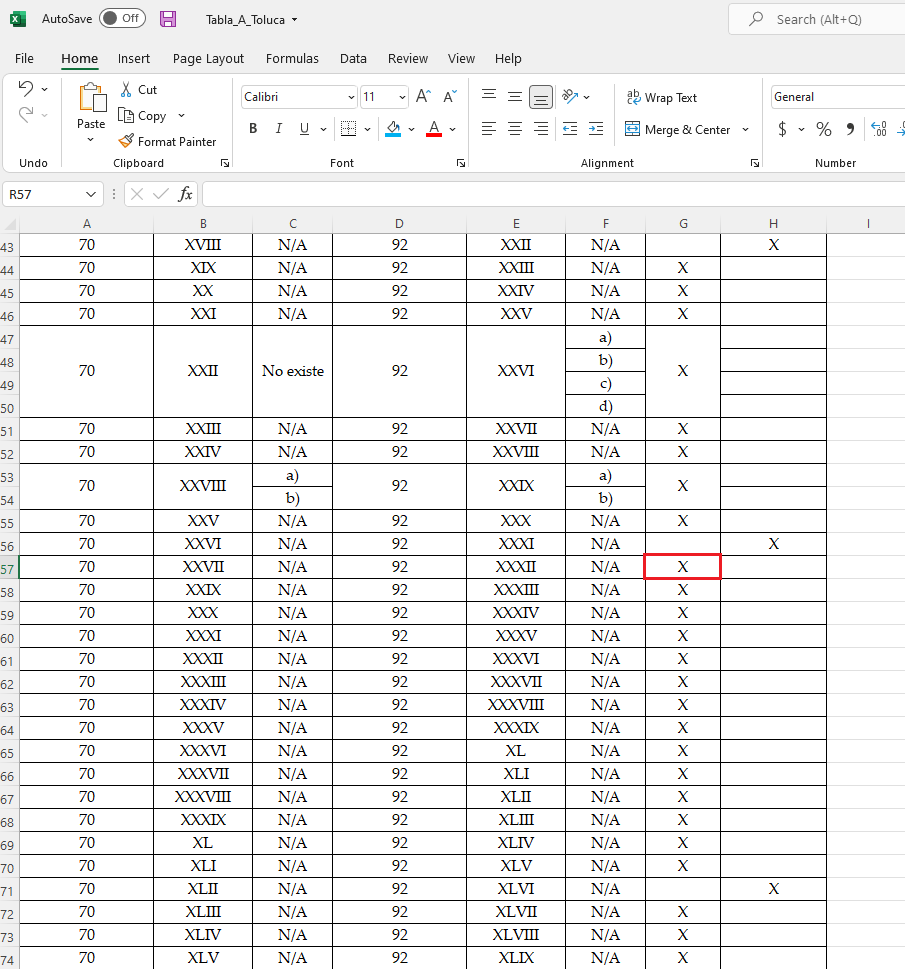 AutoSave Off Tabla_A_Toluca Search (Alt+Q)
File Home Insert Page Layout Formulas Data Review View Help
Paste Cut Calibri 11 A A ab Wrap Text General
Copy
Format Painter B I U A Merge & Center $ % 9 .00
Undo Clipboard Font Alignment Number
R57 fx
A B C D E F G H I
43 70 XVIII N/A 92 XXII N/A X
44 70 XIX N/A 92 XXIII N/A X
45 70 XX N/A 92 XXIV N/A X
46 70 XXI N/A 92 XXV N/A X
47 a)
48 70 XXII No existe 92 XXVI b) X
49 c)
50 d)
51 70 XXIII N/A 92 XXVII N/A X
52 70 XXIV N/A 92 XXVIII N/A X
53 70 XXVIII a) 92 XXIX a) X
54 b) b)
55 70 XXV N/A 92 XXX N/A X
56 70 XXVI N/A 92 XXXI N/A X
57 70 XXVII N/A 92 XXXII N/A X
58 70 XXIX N/A 92 XXXIII N/A X
59 70 XXX N/A 92 XXXIV N/A X
60 70 XXXI N/A 92 XXXV N/A X
61 70 XXXII N/A 92 XXXVI N/A X
62 70 XXXIII N/A 92 XXXVII N/A X
63 70 XXXIV N/A 92 XXXVIII N/A X
64 70 XXXV N/A 92 XXXIX N/A X
65 70 XXXVI N/A 92 XL N/A X
66 70 XXXVII N/A 92 XLI N/A X
67 70 XXXVIII N/A 92 XLII N/A X
68 70 XXXIX N/A 92 XLIII N/A X
69 70 XL N/A 92 XLIV N/A X
70 70 XLI N/A 92 XLV N/A X
71 70 XLII N/A 92 XLVI N/A X
72 70 XLIII N/A 92 XLVII N/A X
73 70 XLIV N/A 92 XLVIII N/A X
74 70 XLV N/A 92 XLIX N/A X